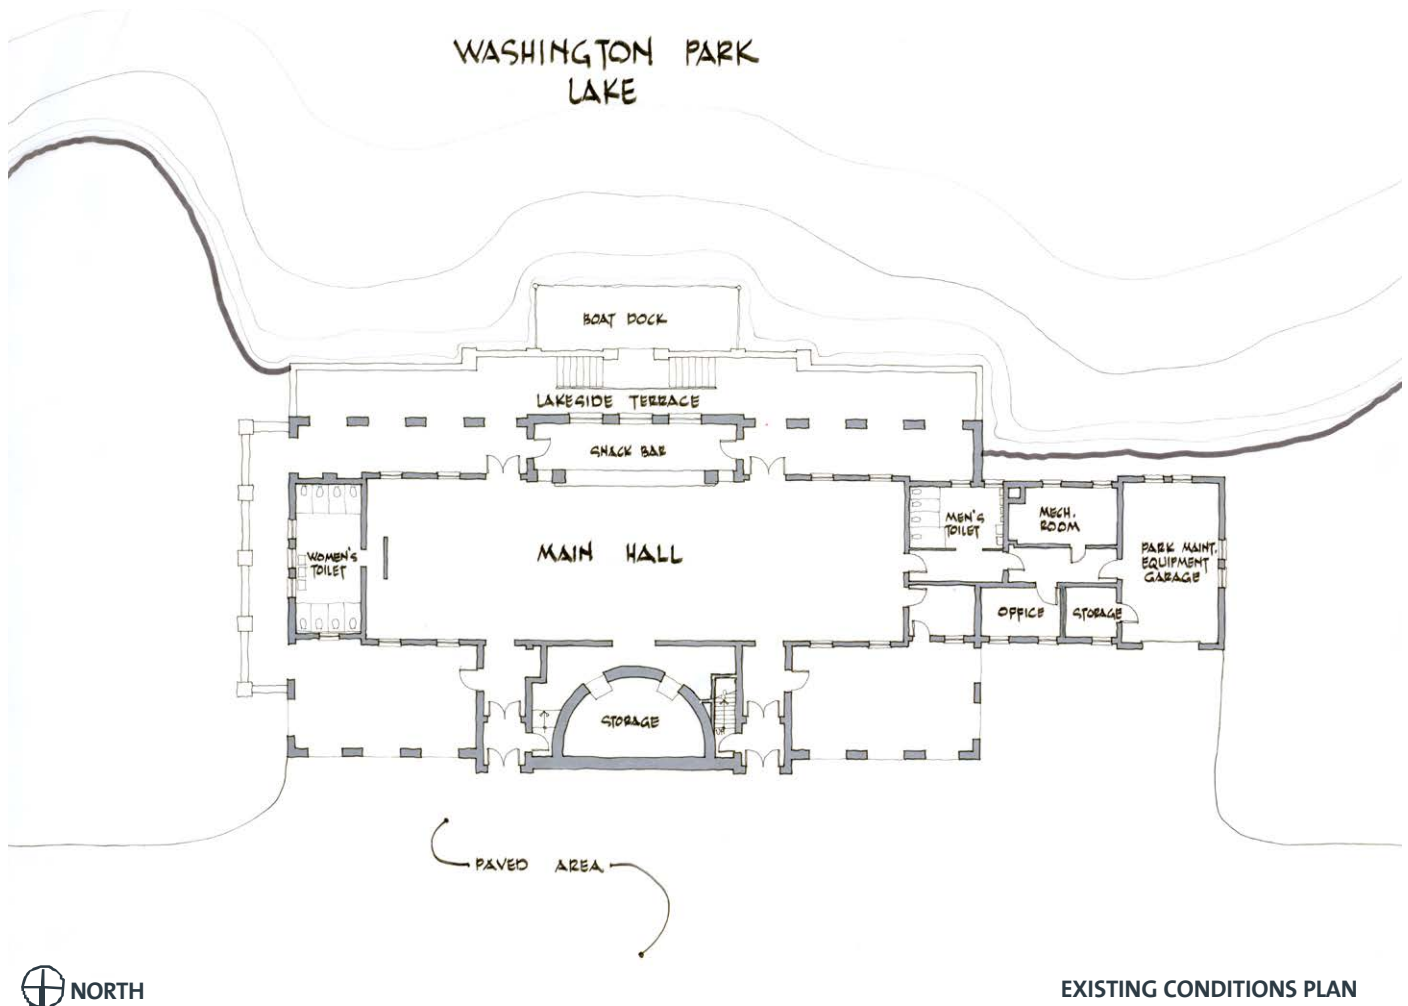 WASHINGTON PARK
LAKE
BOAT DOCK
LAKESIDE TERRACE
SNACK BAR
WOMEN'S
TOILET
MAIN HALL
MEN'S
TOILET
MECH.
ROOM
PARK MAINT.
EQUIPMENT
GARAGE
OFFICE
STORAGE
STORAGE
UP
PAVED AREA
NORTH
EXISTING CONDITIONS PLAN